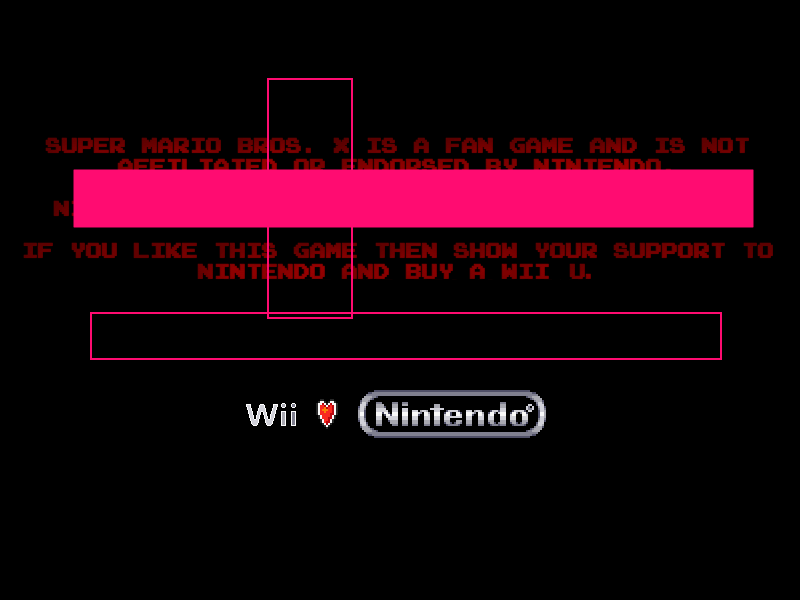 SUPER MARIO BROS. X IS A FAN GAME AND IS NOT
AFFILIATED OR ENDORSED BY NINTENDO.
IF YOU LIKE THIS GAME THEN SHOW YOUR SUPPORT TO
NINTENDO AND BUY A WII U.
Wii Nintendo®